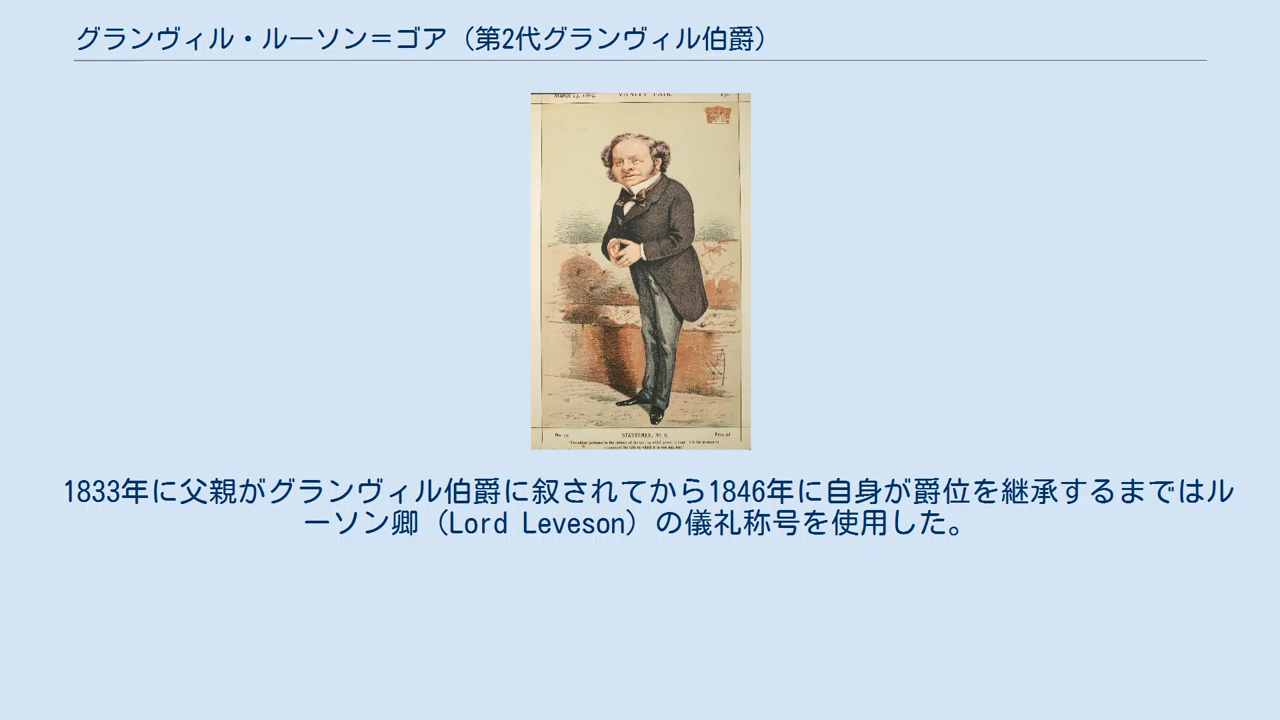 グランヴィル・ルーソン＝ゴア（第2代グランヴィル伯爵）
VANITY FAIR
STATESMEN, No. 6.
1833年に父親がグランヴィル伯爵に叙されてから1846年に自身が爵位を継承するまではル
ーソン卿（Lord Leveson）の儀礼称号を使用した。